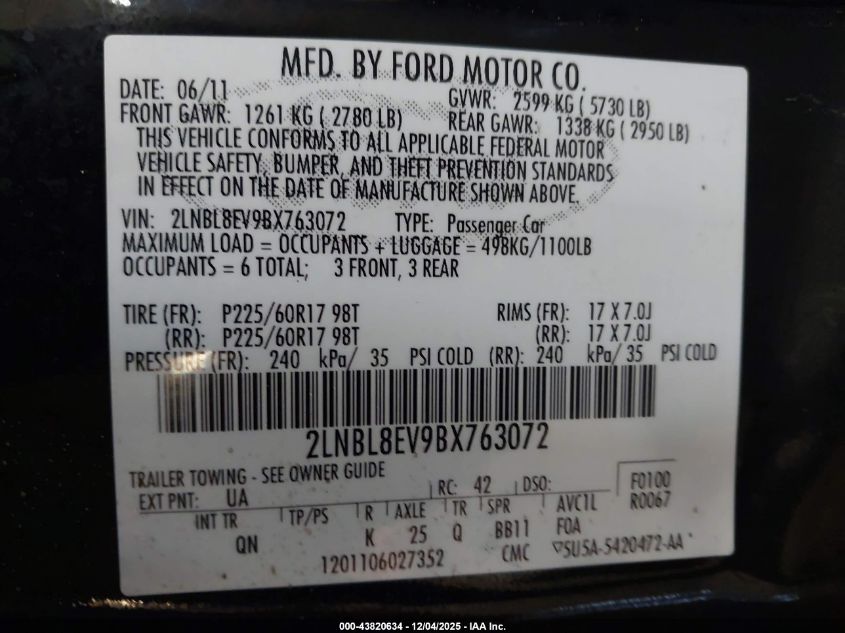 MFD. BY FORD MOTOR CO.
DATE: 06/11 GVWR: 2599 KG ( 5730 LB)
FRONT GAWR: 1261 KG ( 2780 LB) REAR GAWR: 1338 KG ( 2950 LB)
THIS VEHICLE CONFORMS TO ALL APPLICABLE FEDERAL MOTOR
VEHICLE SAFETY, BUMPER, AND THEFT PREVENTION STANDARDS
IN EFFECT ON THE DATE OF MANUFACTURE SHOWN ABOVE.
VIN: 2LNBL8EV9BX763072 TYPE: Passenger Car
MAXIMUM LOAD = OCCUPANTS + LUGGAGE = 498KG/1100LB
OCCUPANTS = 6 TOTAL; 3 FRONT, 3 REAR
TIRE (FR): P225/60R17 98T RIMS (FR): 17 X 7.0J
(RR): P225/60R17 98T (RR): 17 X 7.0J
PRESSURE (FR): 240 kPa/ 35 PSI COLD (RR): 240 kPa/ 35 PSI COLD
2LNBL8EV9BX763072
TRAILER TOWING - SEE OWNER GUIDE
EXT PNT: UA RC: 42 DSO: F0100
R0067
INT TR TP/PS R AXLE TR SPR AVC1L
QN K 25 Q BB11 FOA
1201106027352 CMC ▽5U5A-5420472-AA
000-43820634 - 12/04/2025 - IAA Inc.